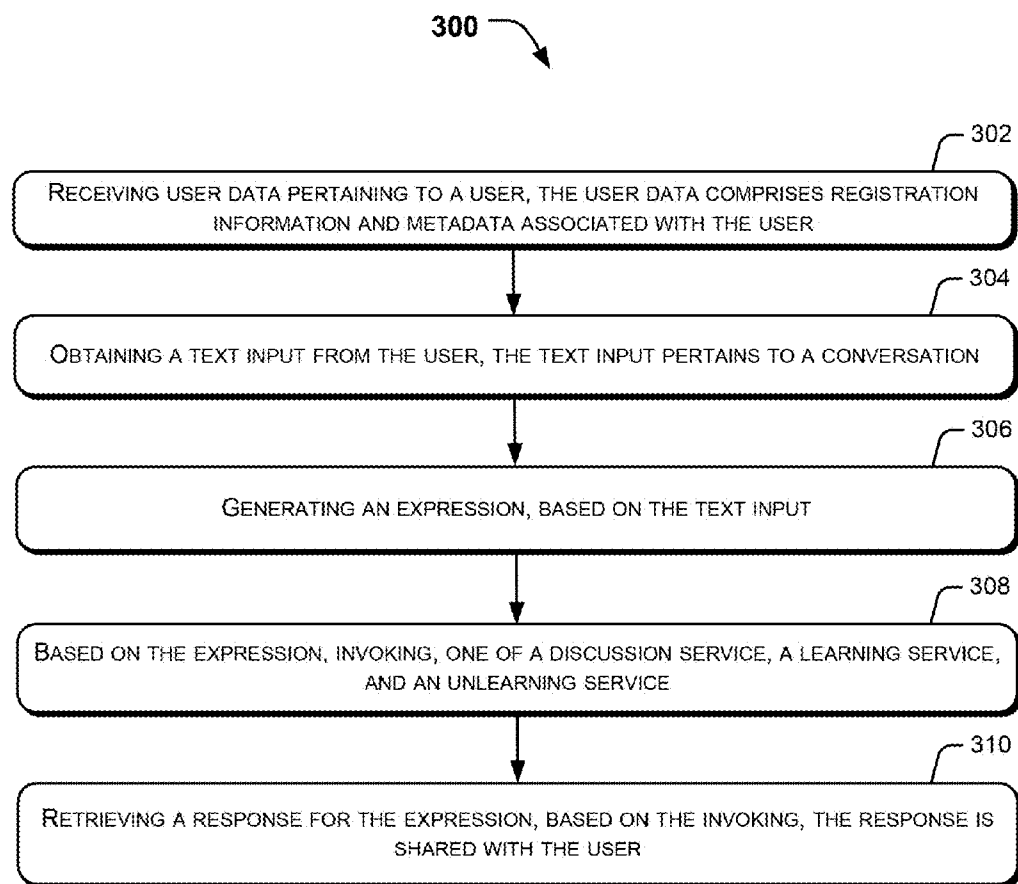 300
302
RECEIVING USER DATA PERTAINING TO A USER, THE USER DATA COMPRISES REGISTRATION
INFORMATION AND METADATA ASSOCIATED WITH THE USER
304
OBTAINING A TEXT INPUT FROM THE USER, THE TEXT INPUT PERTAINS TO A CONVERSATION
306
GENERATING AN EXPRESSION, BASED ON THE TEXT INPUT
308
BASED ON THE EXPRESSION, INVOKING, ONE OF A DISCUSSION SERVICE, A LEARNING SERVICE,
AND AN UNLEARNING SERVICE
310
RETRIEVING A RESPONSE FOR THE EXPRESSION, BASED ON THE INVOKING, THE RESPONSE IS
SHARED WITH THE USER